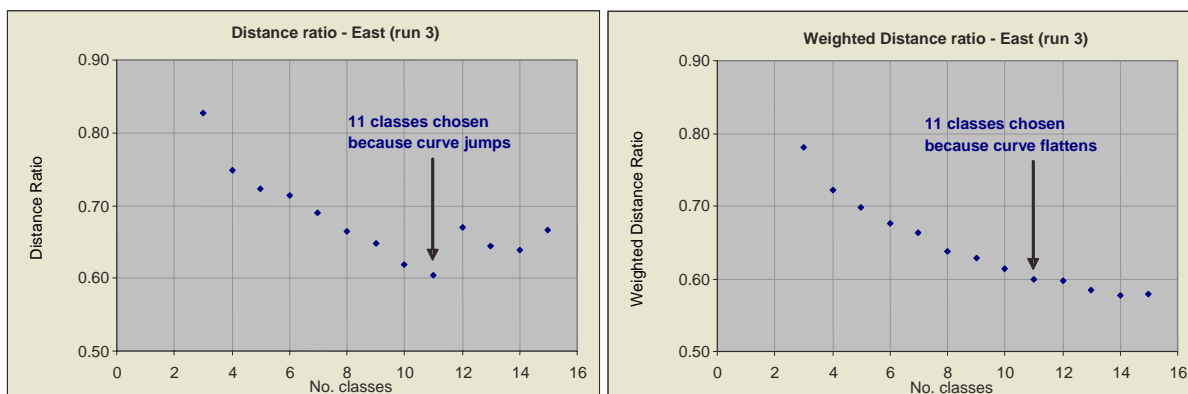 Distance ratio - East (run 3)
0.90
0.80
0.70
0.60
0.50
Distance Ratio
11 classes chosen
because curve jumps
0 2 4 6 8 10 12 14 16
No. classes
Weighted Distance ratio - East (run 3)
0.90
0.80
0.70
0.60
0.50
Weighted Distance Ratio
11 classes chosen
because curve flattens
0 2 4 6 8 10 12 14 16
No. classes